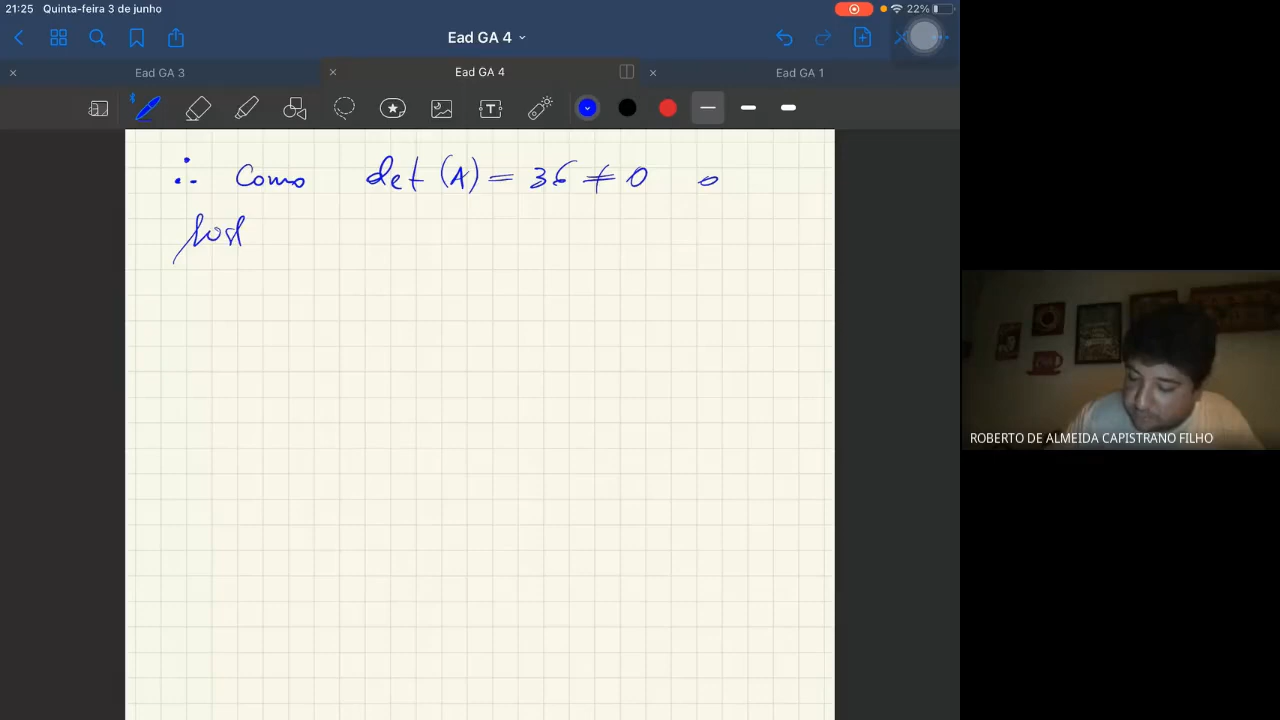 21:25 Quinta-feira 3 de junho 22%
Ead GA 4
Ead GA 3 Ead GA 4 Ead GA 1
∴ Como det (A) = 36 ≠ 0 o
ROBERTO DE ALMEIDA CAPISTRANO FILHO